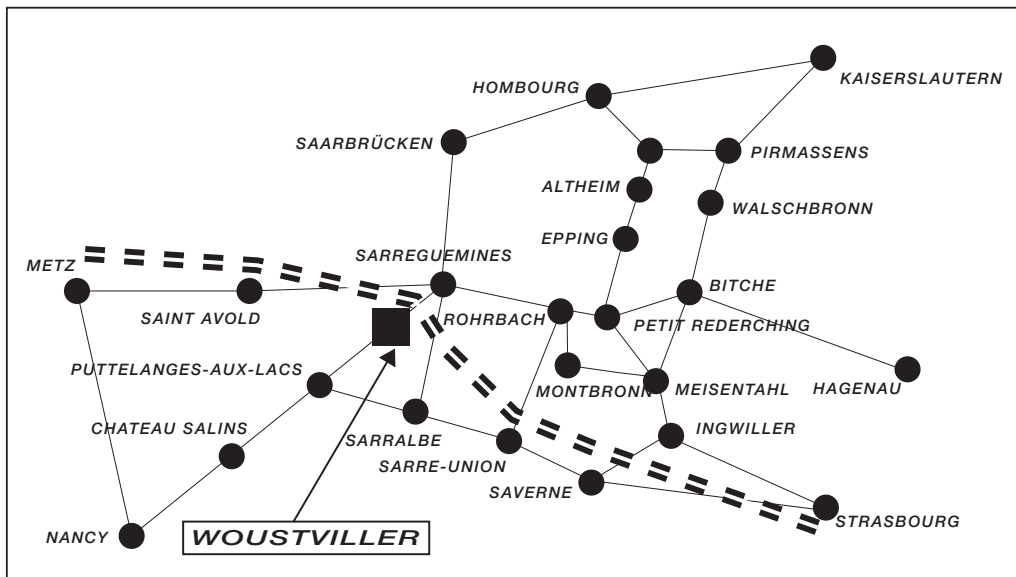 KAISERSLAUTERN
HOMBOURG
SAARBRÜCKEN
PIRMASSENS
ALTHEIM
WALSCHBRONN
EPPING
SARREGUEMINES
METZ
BITCHE
SAINT AVOLD
ROHRBACH
PETIT REDERCHING
PUTTELANGES-AUX-LACS
MONTBRONN
MEISENTAHL
HAGENAU
CHATEAU SALINS
SARRALBE
INGWILLER
SARRE-UNION
SAVERNE
STRASBOURG
NANCY
WOUSTVILLER